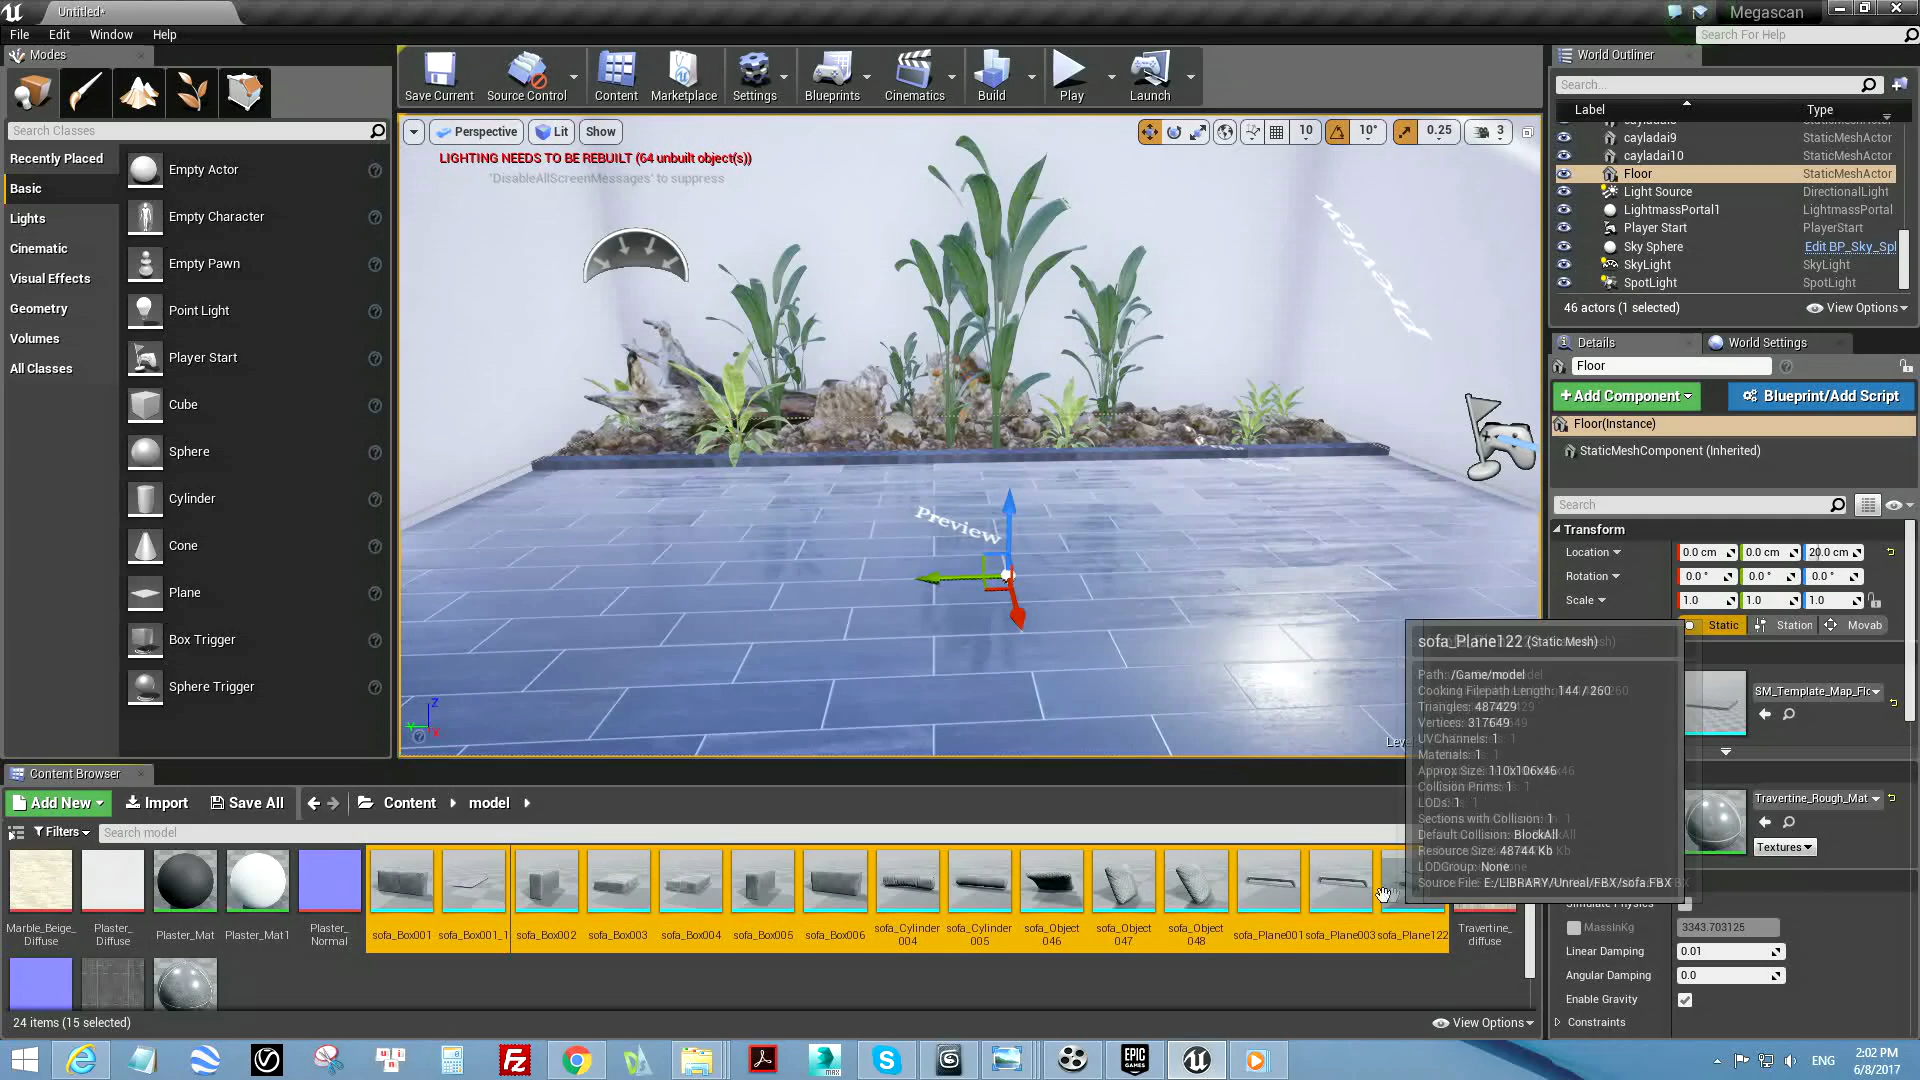 Untitled*
Megascan
File Edit Window Help
Search For Help
Modes
Save Current
Source Control
Content
Marketplace
Settings
Blueprints
Cinematics
Build
Play
Launch
Search Classes
Recently Placed
Basic
Lights
Cinematic
Visual Effects
Geometry
Volumes
All Classes
Empty Actor
Empty Character
Empty Pawn
Point Light
Player Start
Cube
Sphere
Cylinder
Cone
Plane
Box Trigger
Sphere Trigger
Perspective
Lit
Show
10
10°
0.25
3
LIGHTING NEEDS TO BE REBUILT (64 unbuilt object(s))
'DisableAllScreenMessages' to suppress
Preview
World Outliner
Search...
Label Type
cayladai9 StaticMeshActor
cayladai10 StaticMeshActor
Floor StaticMeshActor
Light Source DirectionalLight
LightmassPortal1 LightmassPortal
Player Start PlayerStart
Sky Sphere Edit BP_Sky_Spl
SkyLight SkyLight
SpotLight SpotLight
46 actors (1 selected)
View Options
Details
World Settings
Floor
+Add Component
Blueprint/Add Script
Floor(Instance)
StaticMeshComponent (Inherited)
Search
Transform
Location 0.0 cm 0.0 cm 20.0 cm
Rotation 0.0 ° 0.0 ° 0.0 °
Scale 1.0 1.0 1.0
Static Station Movab
SM_Template_Map_Flc
Travertine_Rough_Mat
Textures
Simulate Physics
MassInKg 3343.703125
Linear Damping 0.01
Angular Damping 0.0
Enable Gravity
Constraints
sofa_Plane122 (Static Mesh)
Path: /Game/model
Cooking Filepath Length: 144 / 260
Triangles: 487429
Vertices: 317649
UVChannels: 1
Materials: 1
Approx Size: 110x106x46
Collision Prims: 1
LODs: 1
Sections with Collision: 1
Default Collision: BlockAll
Resource Size: 48744 Kb
LODGroup: None
Source File: E:/LIBRARY/Unreal/FBX/sofa.FBX
Content Browser
Add New
Import
Save All
Content
model
Filters
Search model
Marble_Beige_
Diffuse
Plaster_
Diffuse
Plaster_Mat
Plaster_Mat1
Plaster_
Normal
sofa_Box001
sofa_Box001_1
sofa_Box002
sofa_Box003
sofa_Box004
sofa_Box005
sofa_Box006
sofa_Cylinder
004
sofa_Cylinder
005
sofa_Object
046
sofa_Object
047
sofa_Object
048
sofa_Plane001
sofa_Plane003
sofa_Plane122
Travertine_
diffuse
24 items (15 selected)
View Options
ENG
2:02 PM
6/8/2017